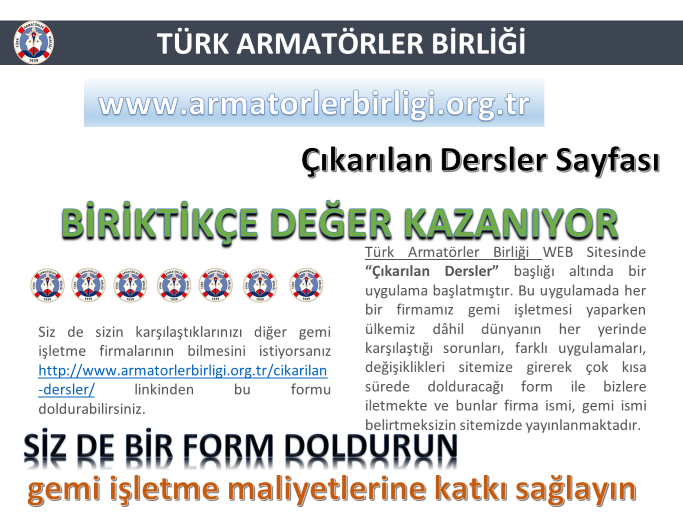 TÜRK ARMATÖRLER BİRLİĞİ
www.armatorlerbirligi.org.tr
Çıkarılan Dersler Sayfası
BİRİKTİKÇE DEĞER KAZANIYOR
Siz de sizin karşılaştıklarınızı diğer gemi
işletme firmalarının bilmesini istiyorsanız
http://www.armatorlerbirligi.org.tr/cikarilan
-dersler/ linkinden bu formu
doldurabilirsiniz.
Türk Armatörler Birliği WEB Sitesinde
“Çıkarılan Dersler” başlığı altında bir
uygulama başlatmıştır. Bu uygulamada her
bir firmamız gemi işletmesi yaparken
ülkemiz dâhil dünyanın her yerinde
karşılaştığı sorunları, farklı uygulamaları,
değişiklikleri sitemize girerek çok kısa
sürede dolduracağı form ile bizlere
iletmekte ve bunlar firma ismi, gemi ismi
belirtmeksizin sitemizde yayınlanmaktadır.
SİZ DE BİR FORM DOLDURUN
gemi işletme maliyetlerine katkı sağlayın